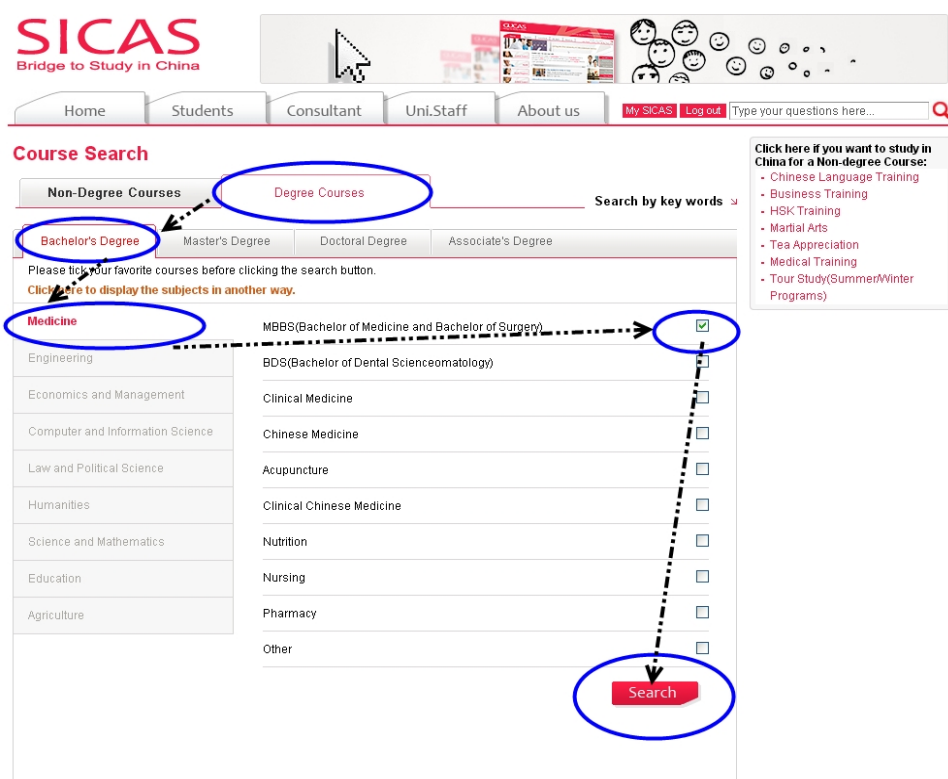 SICAS
Bridge to Study in China
Home
Students
Consultant
Uni.Staff
About us
My SICAS
Log out
Type your questions here...
Course Search
Non-Degree Courses
Degree Courses
Search by key words
Bachelor's Degree
Master's Degree
Doctoral Degree
Associate's Degree
Please tick your favorite courses before clicking the search button.
Click here to display the subjects in another way.
Medicine
Engineering
Economics and Management
Computer and Information Science
Law and Political Science
Humanities
Science and Mathematics
Education
Agriculture
MBBS(Bachelor of Medicine and Bachelor of Surgery)
BDS(Bachelor of Dental Scienceomatology)
Clinical Medicine
Chinese Medicine
Acupuncture
Clinical Chinese Medicine
Nutrition
Nursing
Pharmacy
Other
Search
Click here if you want to study in
China for a Non-degree Course:
- Chinese Language Training
- Business Training
- HSK Training
- Martial Arts
- Tea Appreciation
- Medical Training
- Tour Study(Summer/Winter
Programs)